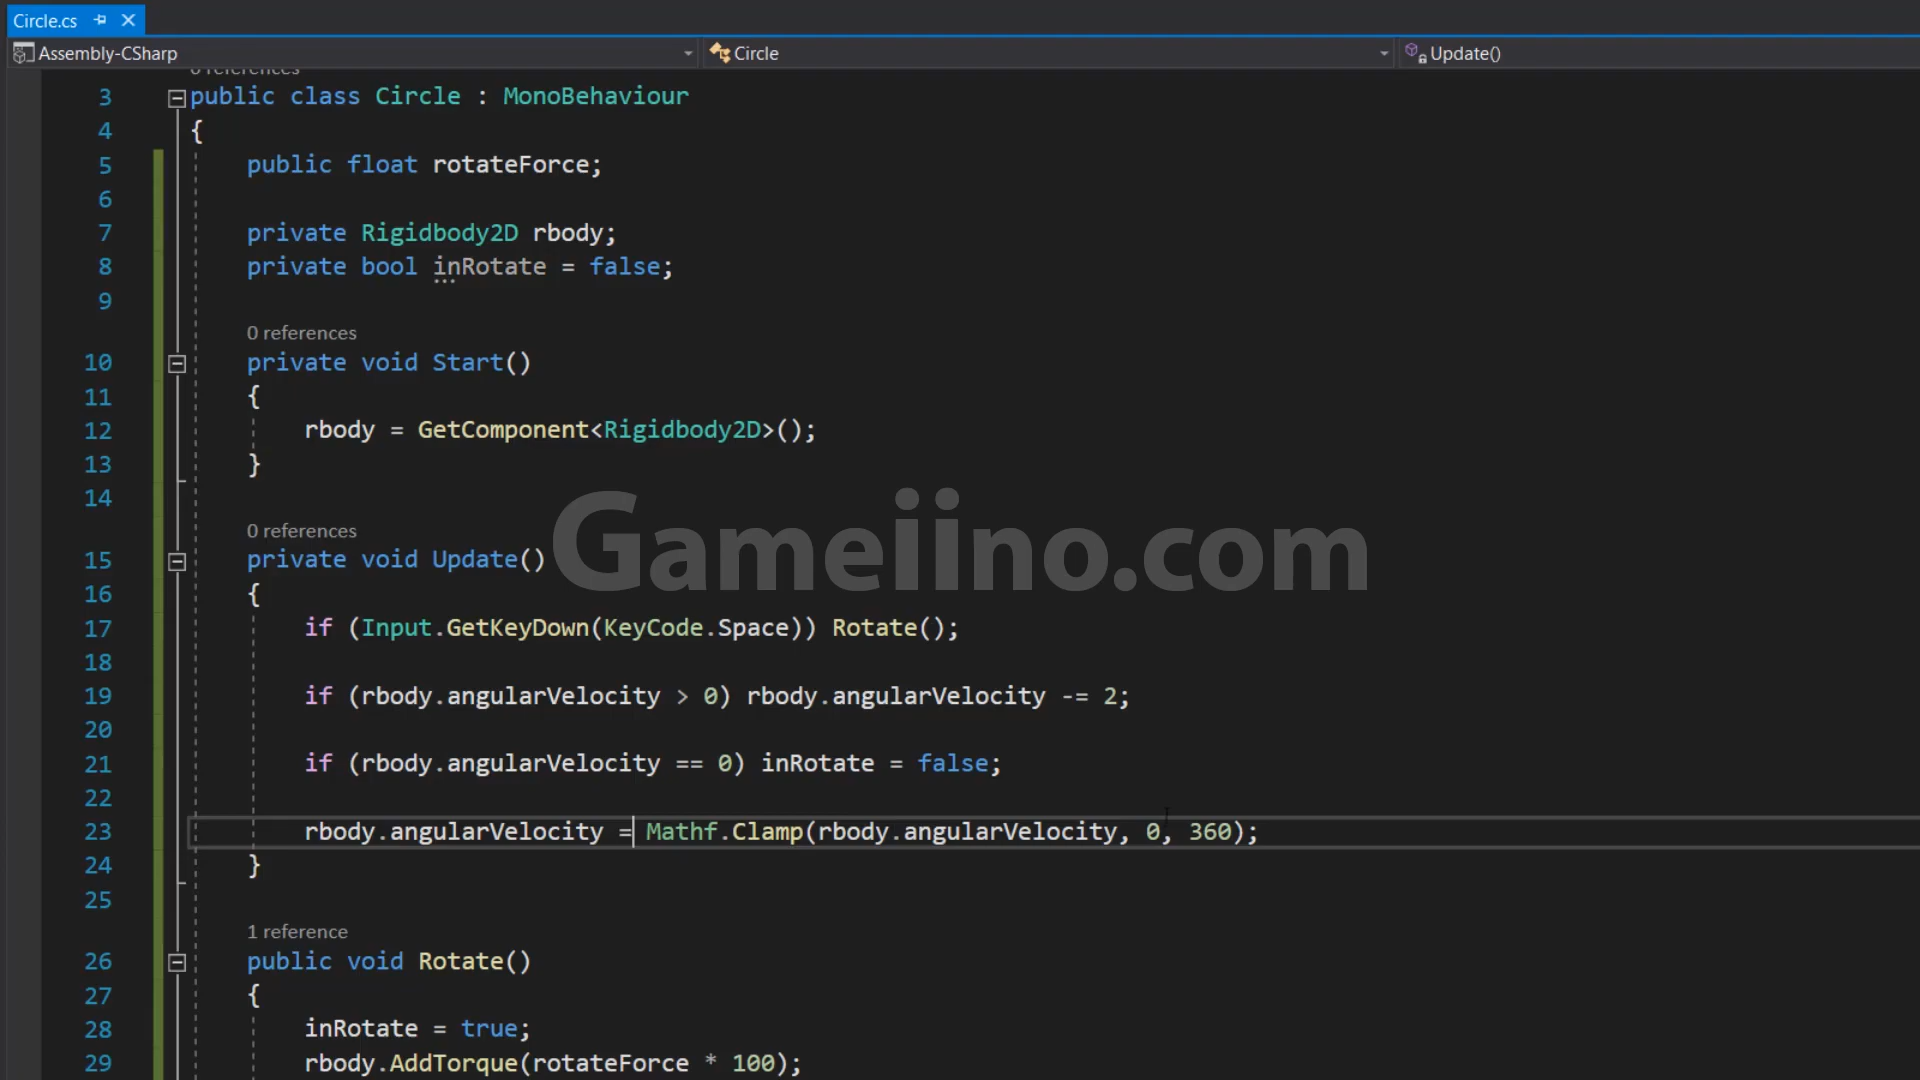 Circle.cs
Assembly-CSharp
Circle
Update()
0 references
3 public class Circle : MonoBehaviour
4 {
5 public float rotateForce;
6
7 private Rigidbody2D rbody;
8 private bool inRotate = false;
9
0 references
10 private void Start()
11 {
12 rbody = GetComponent<Rigidbody2D>();
13 }
14
0 references
15 private void Update()
Gameiino.com
16 {
17 if (Input.GetKeyDown(KeyCode.Space)) Rotate();
18
19 if (rbody.angularVelocity > 0) rbody.angularVelocity -= 2;
20
21 if (rbody.angularVelocity == 0) inRotate = false;
22
23 rbody.angularVelocity = Mathf.Clamp(rbody.angularVelocity, 0, 360);
24 }
25
1 reference
26 public void Rotate()
27 {
28 inRotate = true;
29 rbody.AddTorque(rotateForce * 100);